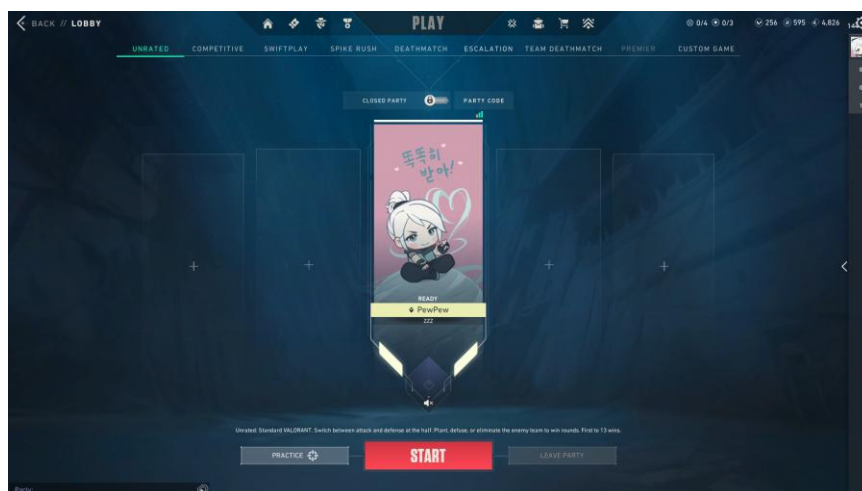 BACK // LOBBY
PLAY
0/4 0/3 256 595 4,826
UNRATED COMPETITIVE SWIFTPLAY SPIKE RUSH DEATHMATCH ESCALATION TEAM DEATHMATCH PREMIER CUSTOM GAME
CLOSED PARTY PARTY CODE
똑똑히
받아!
READY
PewPew
ZZZ
Unrated: Standard VALORANT. Switch between attack and defense at the half. Plant, defuse, or eliminate the enemy team to win rounds. First to 13 wins.
PRACTICE START LEAVE PARTY
Party: